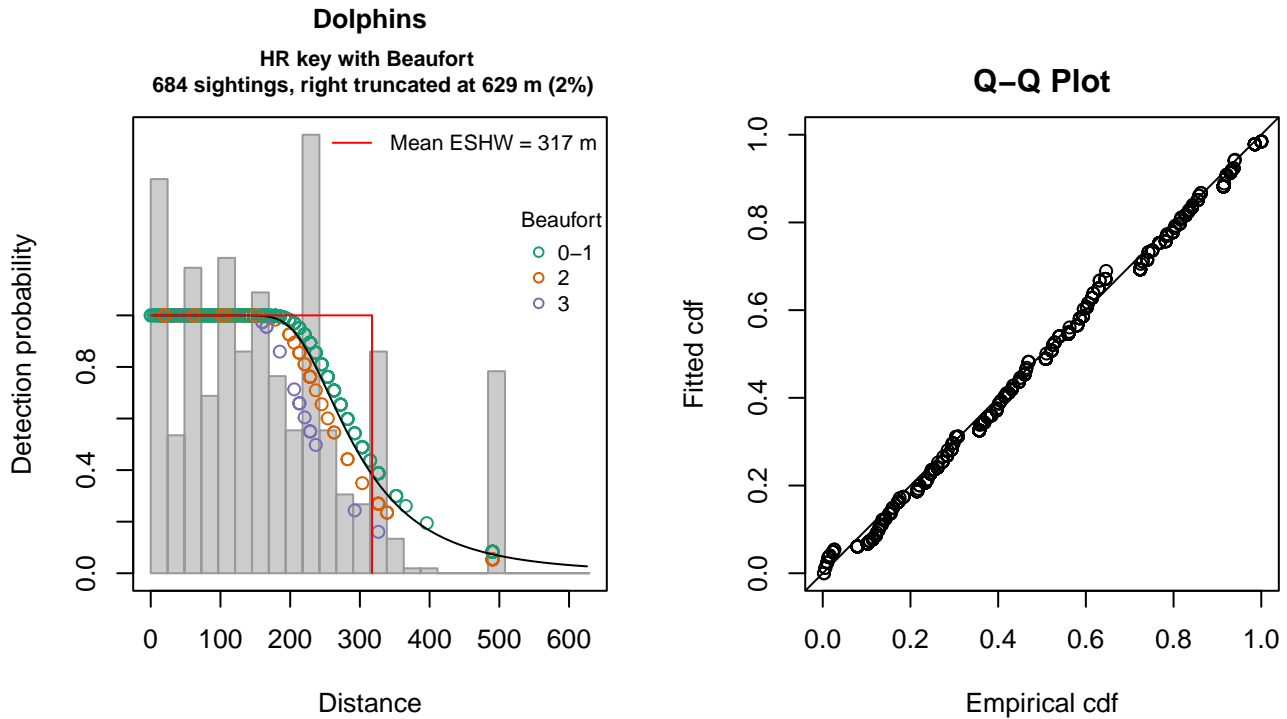 Dolphins
HR key with Beaufort
684 sightings, right truncated at 629 m (2%)
Mean ESHW = 317 m
Beaufort
0−1
2
3
Detection probability
0.0
0.4
0.8
0
100
200
300
400
500
600
Distance
Q−Q Plot
Fitted cdf
0.0
0.2
0.4
0.6
0.8
1.0
0.0
0.2
0.4
0.6
0.8
1.0
Empirical cdf